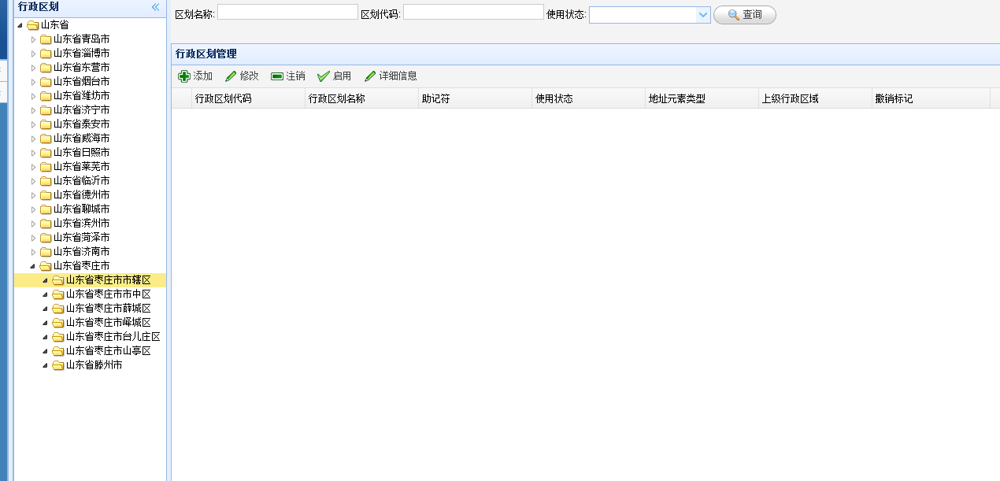 行政区划
山东省
山东省青岛市
山东省淄博市
山东省东营市
山东省烟台市
山东省潍坊市
山东省济宁市
山东省泰安市
山东省威海市
山东省日照市
山东省莱芜市
山东省临沂市
山东省德州市
山东省聊城市
山东省滨州市
山东省菏泽市
山东省济南市
山东省枣庄市
山东省枣庄市市辖区
山东省枣庄市市中区
山东省枣庄市薛城区
山东省枣庄市峄城区
山东省枣庄市台儿庄区
山东省枣庄市山亭区
山东省滕州市
区划名称: 区划代码: 使用状态: 查询
行政区划管理
添加 修改 注销 启用 详细信息
行政区划代码 行政区划名称 助记符 使用状态 地址元素类型 上级行政区域 撤销标记